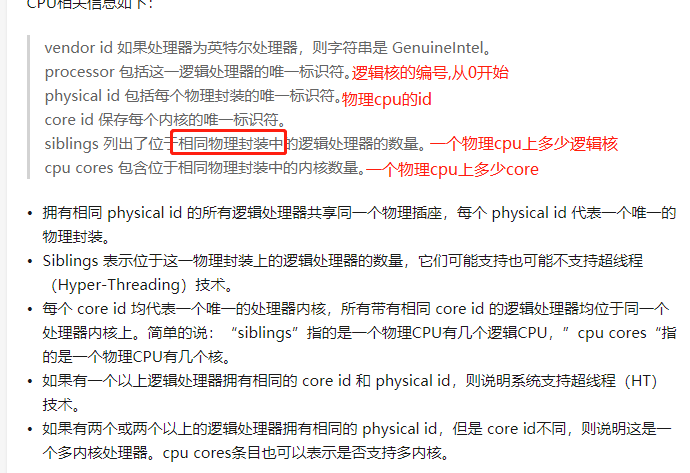 CPU相关信息如下：
vendor id 如果处理器为英特尔处理器，则字符串是 GenuineIntel。
processor 包括这一逻辑处理器的唯一标识符。逻辑核的编号,从0开始
physical id 包括每个物理封装的唯一标识符。物理cpu的id
core id 保存每个内核的唯一标识符。
siblings 列出了位于相同物理封装中的逻辑处理器的数量。一个物理cpu上多少逻辑核
cpu cores 包含位于相同物理封装中的内核数量。一个物理cpu上多少core
• 拥有相同 physical id 的所有逻辑处理器共享同一个物理插座，每个 physical id 代表一个唯一的
物理封装。
• Siblings 表示位于这一物理封装上的逻辑处理器的数量，它们可能支持也可能不支持超线程
（Hyper-Threading）技术。
• 每个 core id 均代表一个唯一的处理器内核，所有带有相同 core id 的逻辑处理器均位于同一个
处理器内核上。简单的说：“siblings”指的是一个物理CPU有几个逻辑CPU，”cpu cores“指
的是一个物理CPU有几个核。
• 如果有一个以上逻辑处理器拥有相同的 core id 和 physical id，则说明系统支持超线程（HT）
技术。
• 如果有两个或两个以上的逻辑处理器拥有相同的 physical id，但是 core id不同，则说明这是一
个多内核处理器。cpu cores条目也可以表示是否支持多内核。